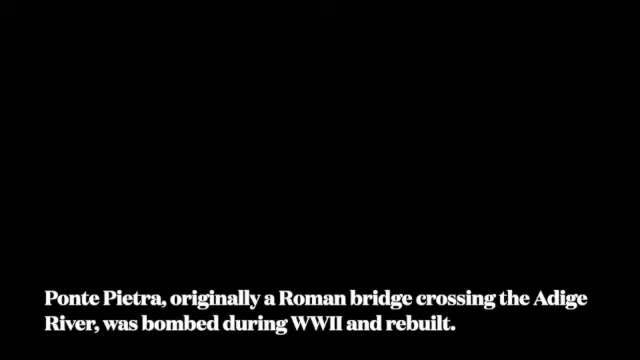 Ponte Pietra, originally a Roman bridge crossing the Adige
River, was bombed during WWII and rebuilt.